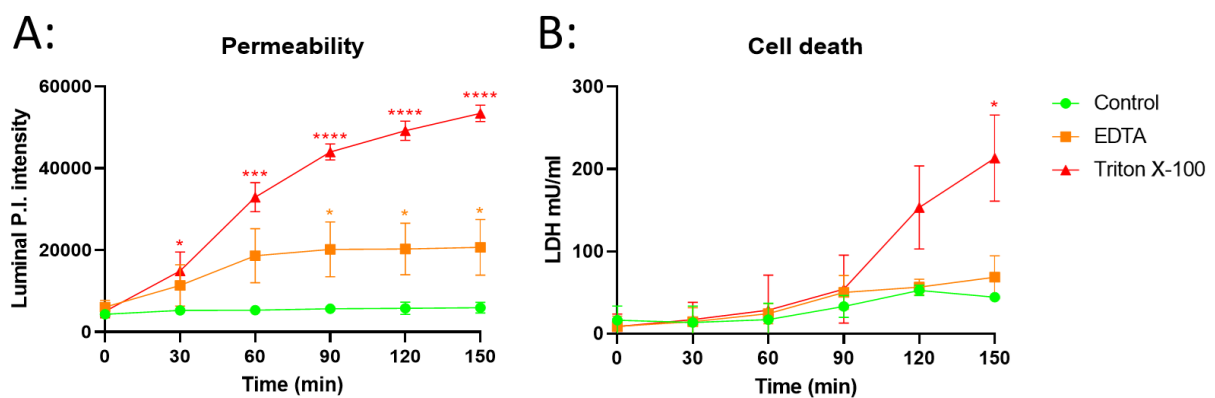 A:
Permeability
Luminal P.I. intensity
60000
40000
20000
0
*
***
****
****
****
*
*
*
0 30 60 90 120 150
Time (min)
B:
Cell death
LDH mU/ml
300
200
100
0
*
0 30 60 90 120 150
Time (min)
Control
EDTA
Triton X-100